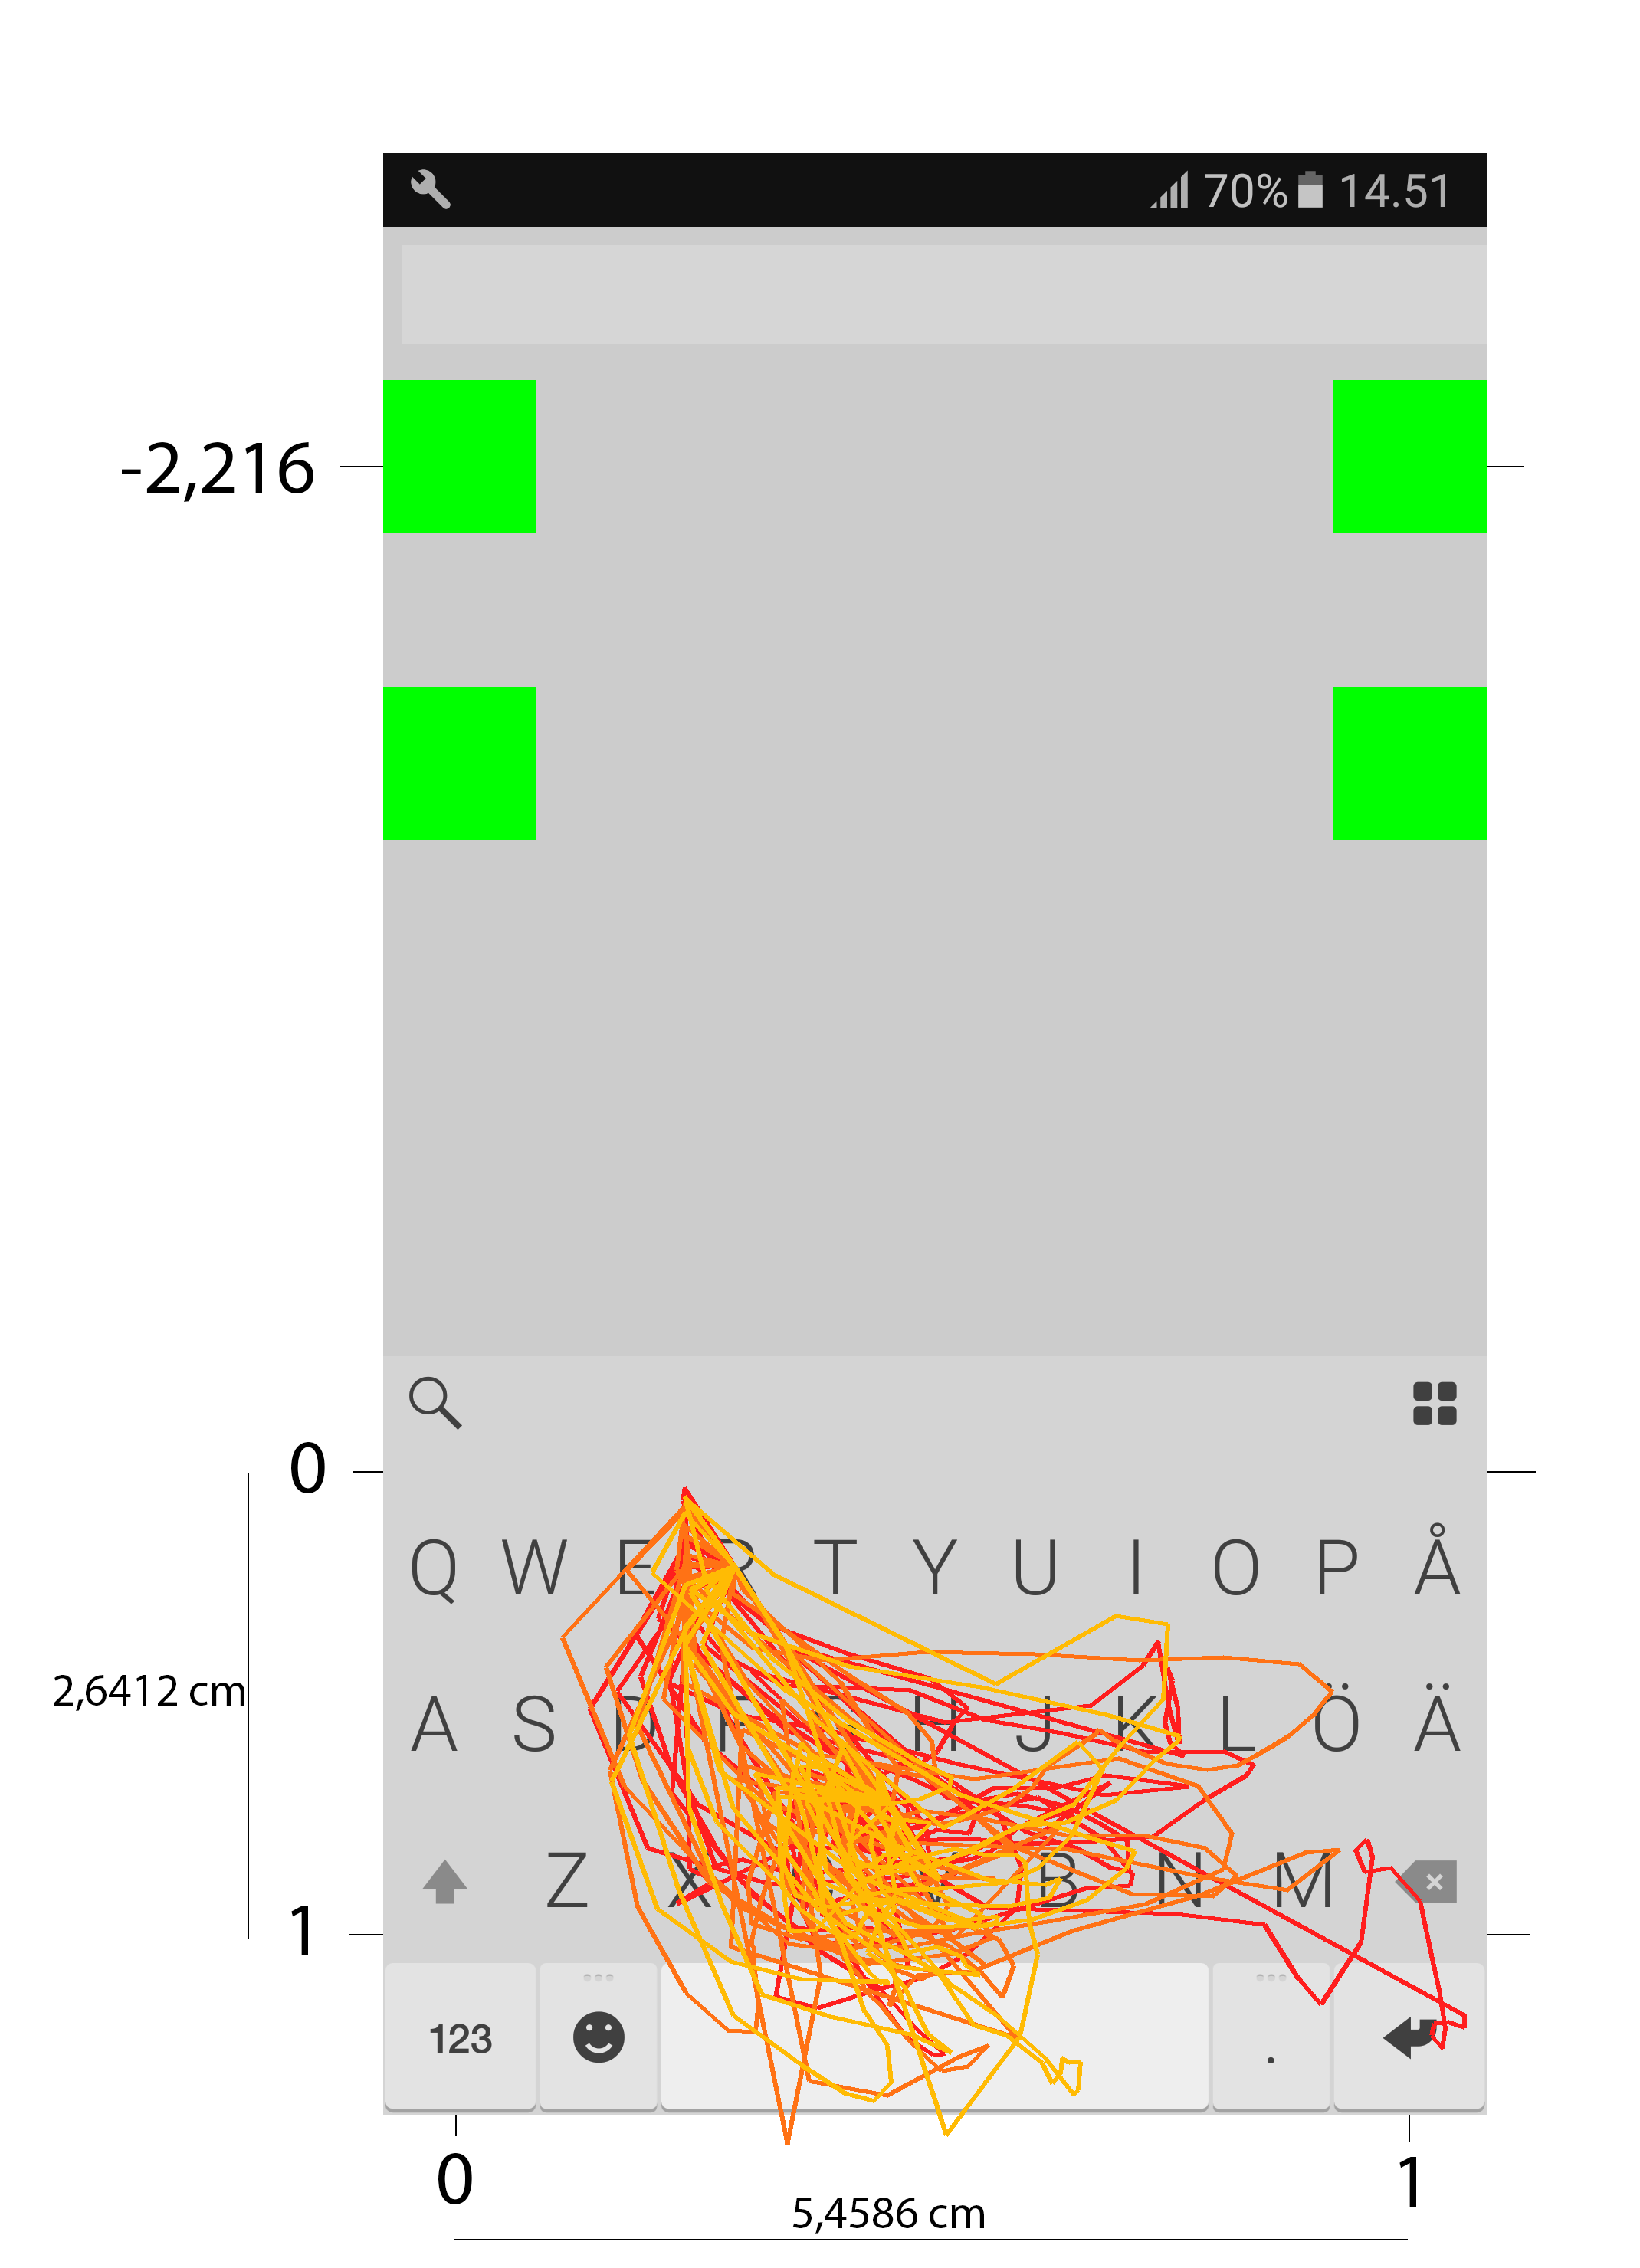 70% 14.51
-2,216
0
Q W E R T Y U I O P Å
2,6412 cm
A S D F G H J K L Ö Ä
Z X C V B N M
1
123 .
0 1
5,4586 cm